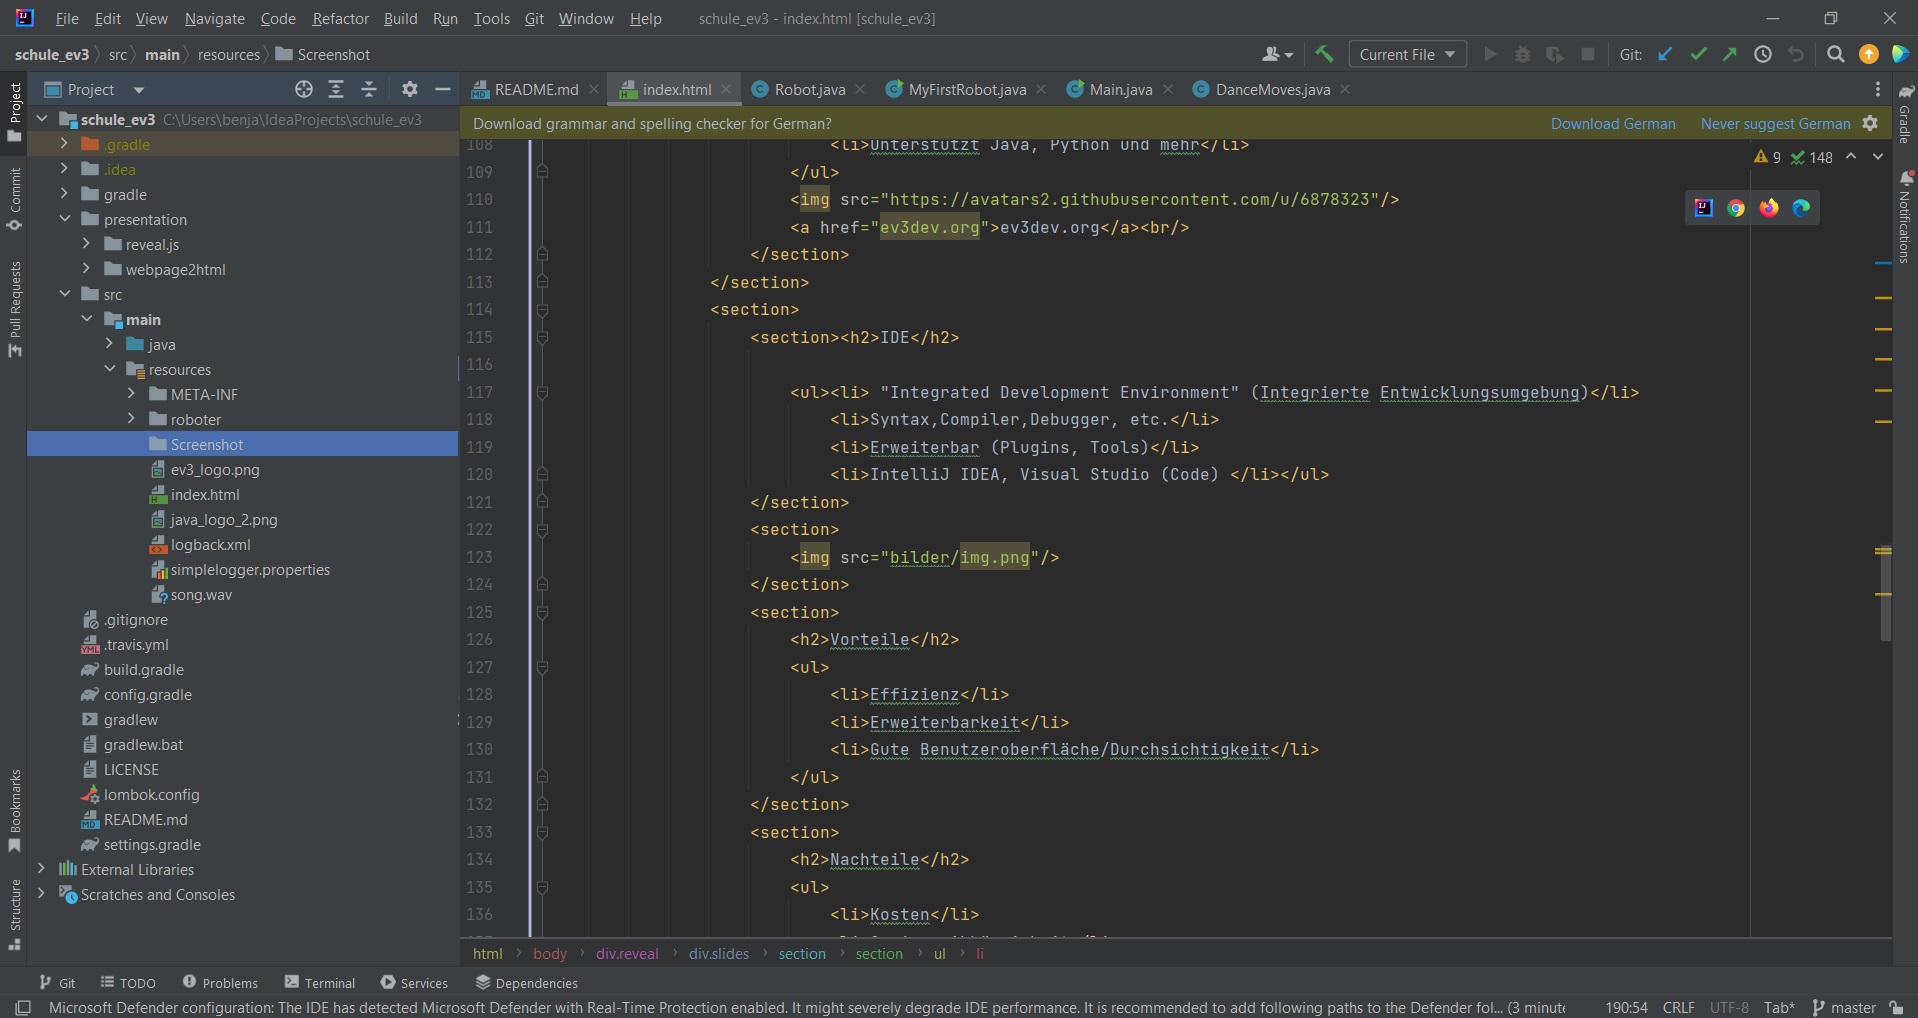 File Edit View Navigate Code Refactor Build Run Tools Git Window Help schule_ev3 - index.html [schule_ev3]
schule_ev3 src main resources Screenshot Current File Git:
Project README.md index.html Robot.java MyFirstRobot.java Main.java DanceMoves.java
Download grammar and spelling checker for German? Download German Never suggest German
9 148
Project
Commit
Pull Requests
Bookmarks
Structure
Gradle
Notifications
schule_ev3 C:\Users\benja\IdeaProjects\schule_ev3
.gradle
.idea
gradle
presentation
reveal.js
webpage2html
src
main
java
resources
META-INF
roboter
Screenshot
ev3_logo.png
index.html
java_logo_2.png
logback.xml
simplelogger.properties
song.wav
.gitignore
.travis.yml
build.gradle
config.gradle
gradlew
gradlew.bat
LICENSE
lombok.config
README.md
settings.gradle
External Libraries
Scratches and Consoles
108 <li>Unterstützt Java, Python und mehr</li>
109 </ul>
110 <img src="https://avatars2.githubusercontent.com/u/6878323"/>
111 <a href="ev3dev.org">ev3dev.org</a><br/>
112 </section>
113 </section>
114 <section>
115 <section><h2>IDE</h2>
116
117 <ul><li> "Integrated Development Environment" (Integrierte Entwicklungsumgebung)</li>
118 <li>Syntax,Compiler,Debugger, etc.</li>
119 <li>Erweiterbar (Plugins, Tools)</li>
120 <li>IntelliJ IDEA, Visual Studio (Code) </li></ul>
121 </section>
122 <section>
123 <img src="bilder/img.png"/>
124 </section>
125 <section>
126 <h2>Vorteile</h2>
127 <ul>
128 <li>Effizienz</li>
129 <li>Erweiterbarkeit</li>
130 <li>Gute Benutzeroberfläche/Durchsichtigkeit</li>
131 </ul>
132 </section>
133 <section>
134 <h2>Nachteile</h2>
135 <ul>
136 <li>Kosten</li>
html body div.reveal div.slides section section ul li
Git TODO Problems Terminal Services Dependencies
Microsoft Defender configuration: The IDE has detected Microsoft Defender with Real-Time Protection enabled. It might severely degrade IDE performance. It is recommended to add following paths to the Defender fol... (3 minute 190:54 CRLF UTF-8 Tab* master